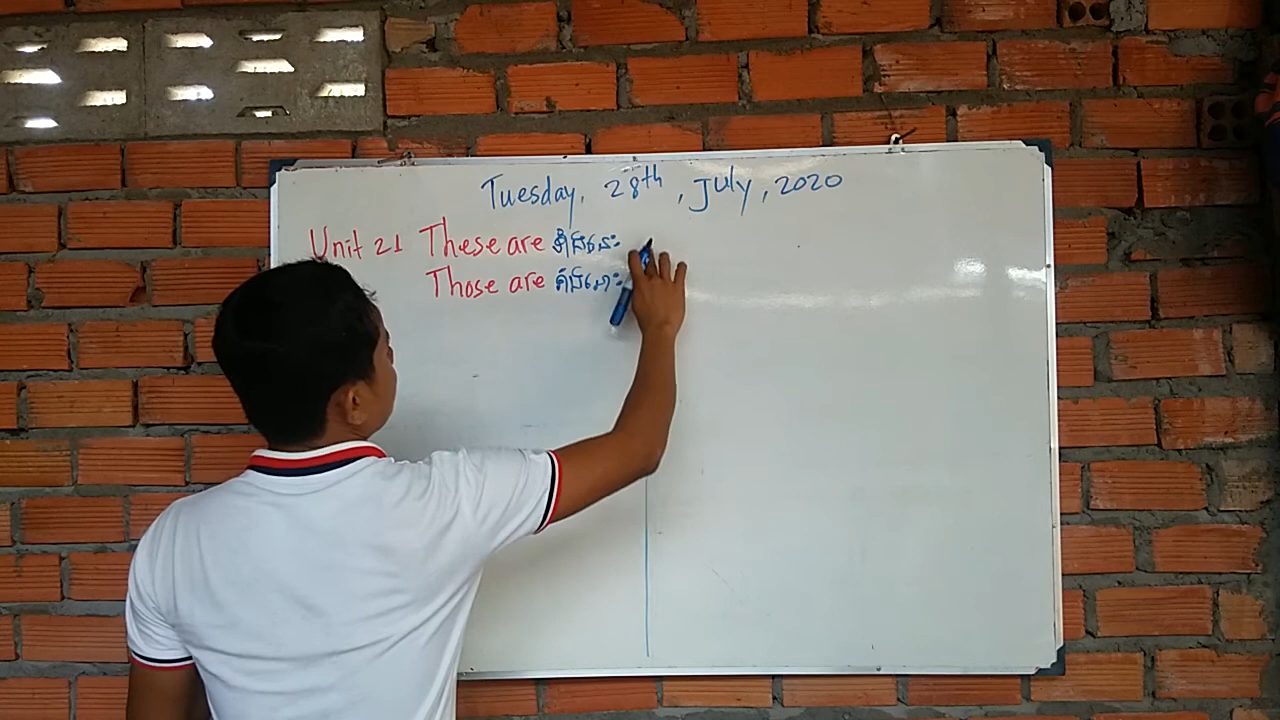 Tuesday, 28th, July, 2020
Unit 21 These are ទាំងនេះ
Those are ទាំងនោះ